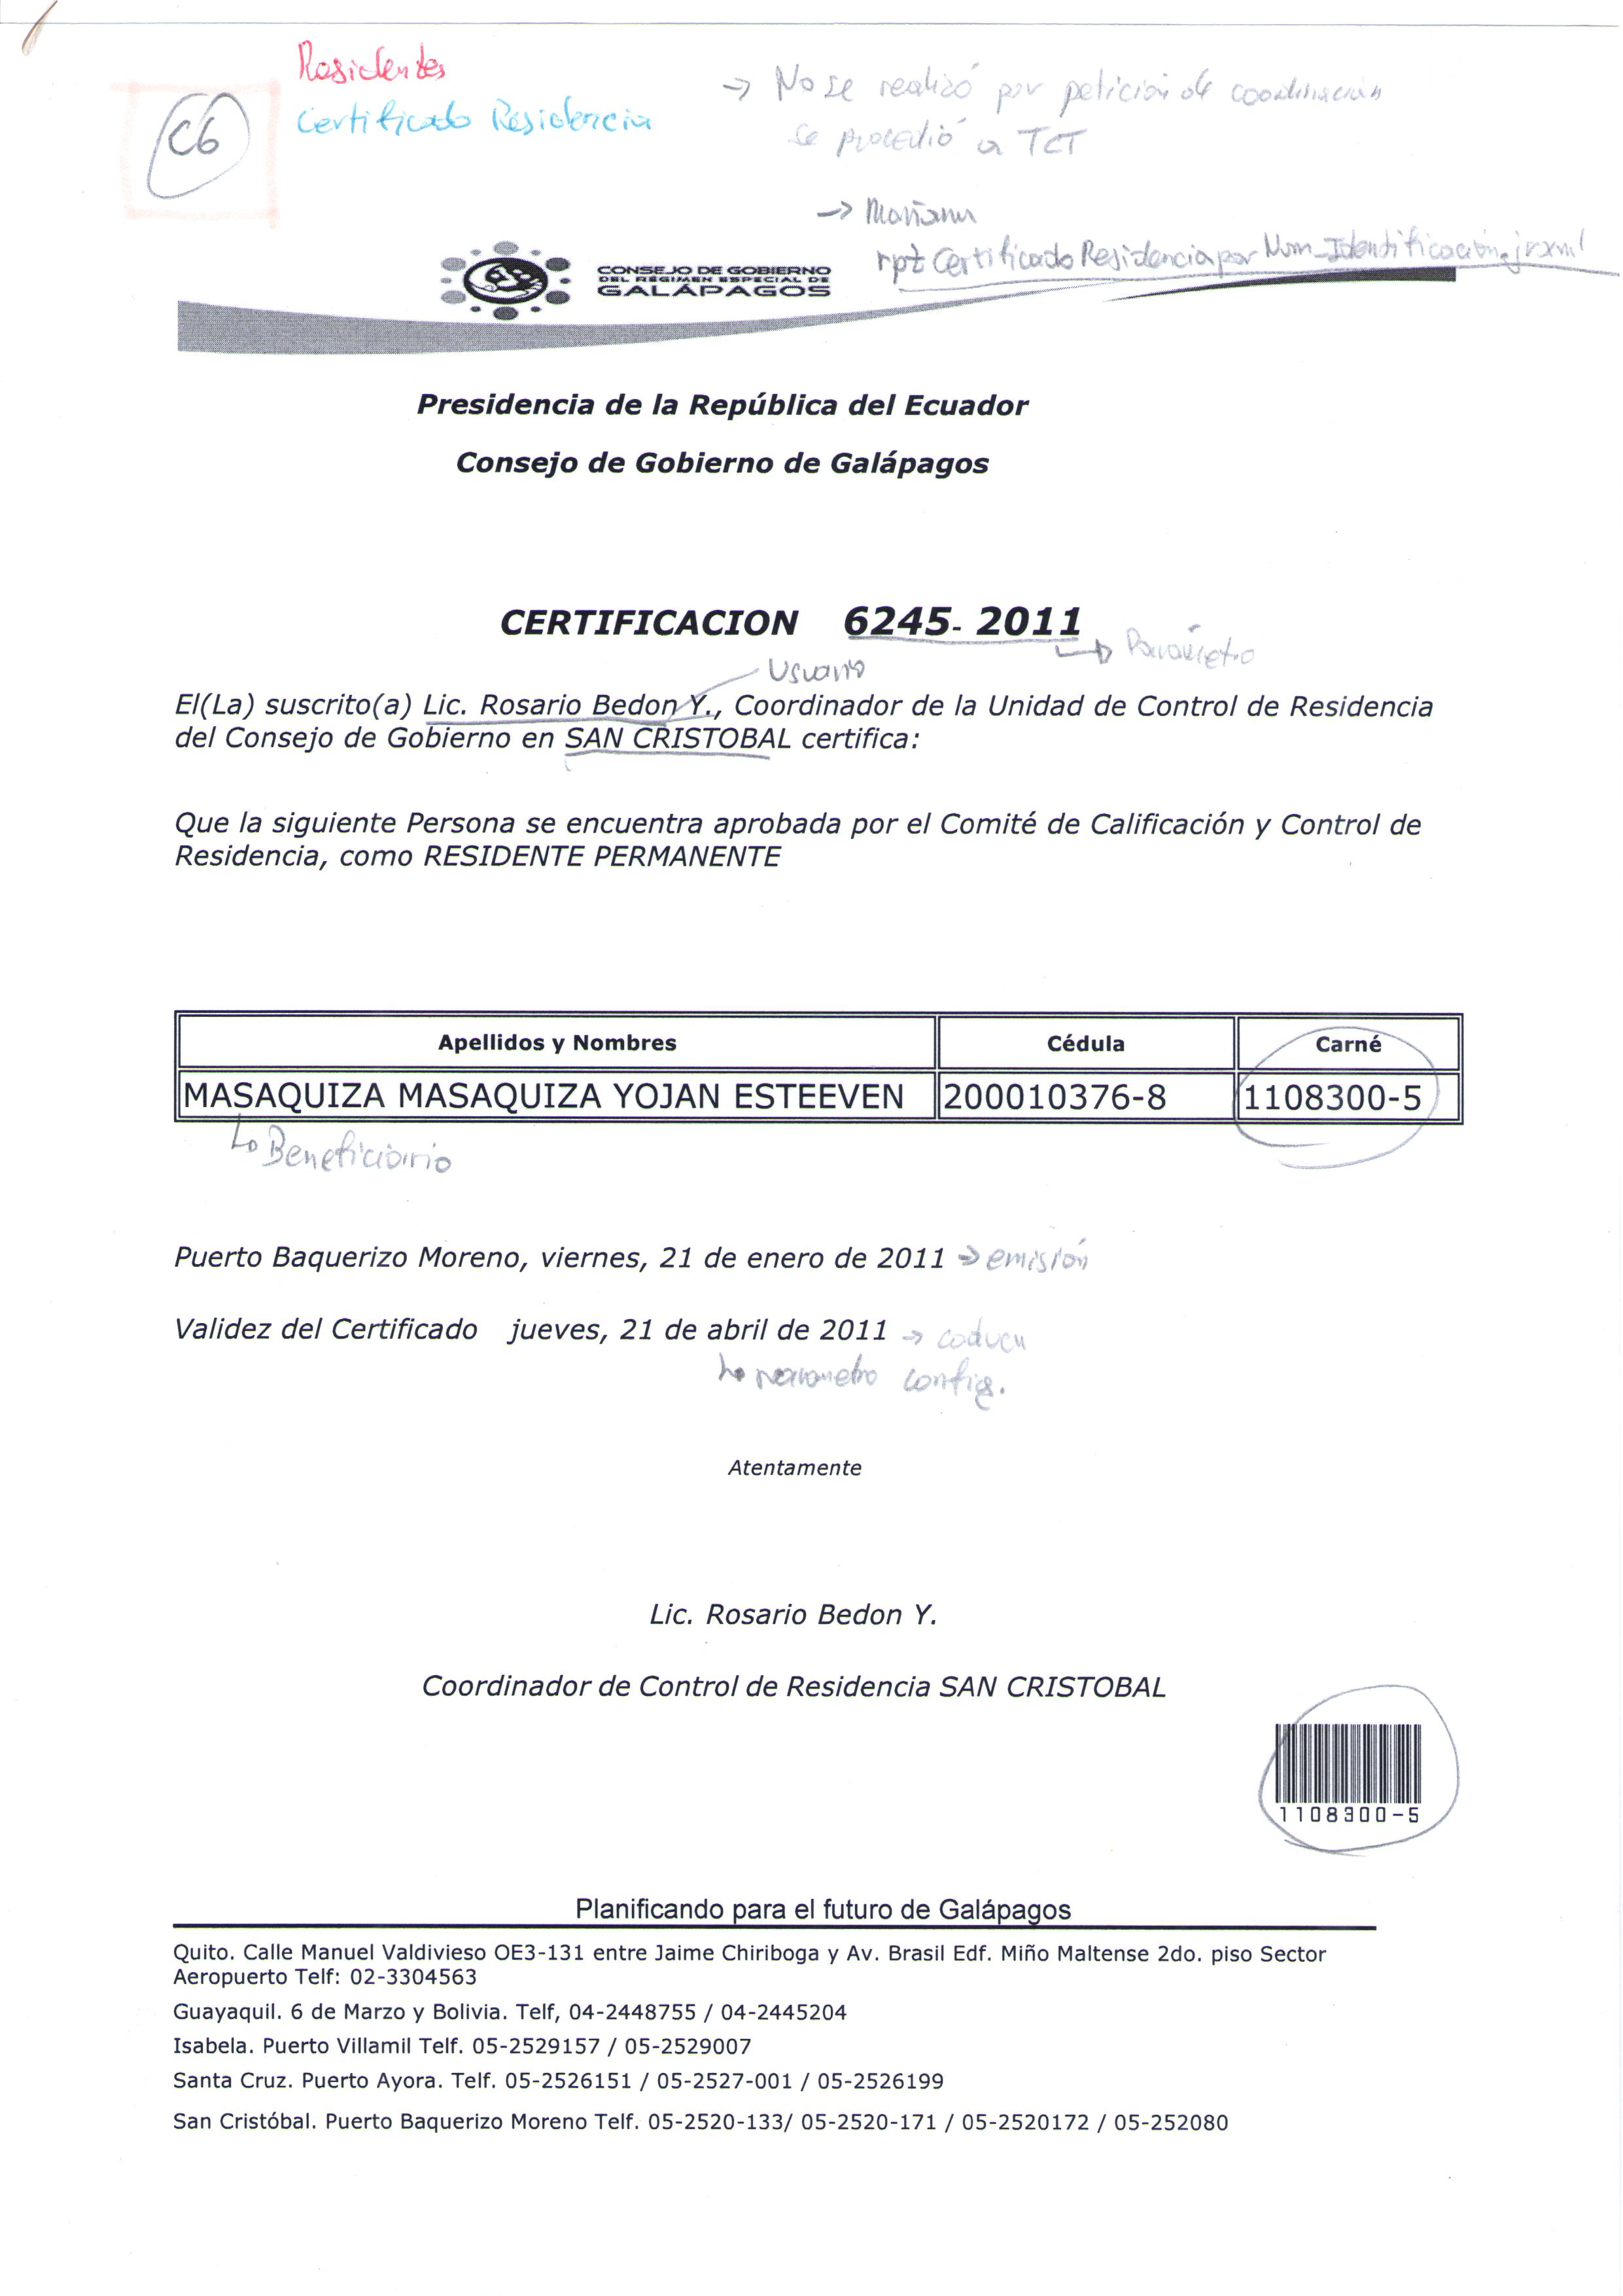 Residentes
Certificado Residencia
C6
→ No se realizó por petición de coordinación
se procedió a TCT
→ Mariana
rpt Certificado Residencia por Num_Identificación.jrxml
CONSEJO DE GOBIERNO
DEL RÉGIMEN ESPECIAL DE
GALÁPAGOS
Presidencia de la República del Ecuador
Consejo de Gobierno de Galápagos
CERTIFICACION 6245- 2011
Parámetro
Usuario
El(La) suscrito(a) Lic. Rosario Bedon Y., Coordinador de la Unidad de Control de Residencia
del Consejo de Gobierno en SAN CRISTOBAL certifica:
Que la siguiente Persona se encuentra aprobada por el Comité de Calificación y Control de
Residencia, como RESIDENTE PERMANENTE
Apellidos y Nombres Cédula Carné
MASAQUIZA MASAQUIZA YOJAN ESTEEVEN 200010376-8 1108300-5
Beneficiario
Puerto Baquerizo Moreno, viernes, 21 de enero de 2011 → emisión
Validez del Certificado jueves, 21 de abril de 2011 → caduca
parametro config.
Atentamente
Lic. Rosario Bedon Y.
Coordinador de Control de Residencia SAN CRISTOBAL
1108300-5
Planificando para el futuro de Galápagos
Quito. Calle Manuel Valdivieso OE3-131 entre Jaime Chiriboga y Av. Brasil Edf. Miño Maltense 2do. piso Sector
Aeropuerto Telf: 02-3304563
Guayaquil. 6 de Marzo y Bolivia. Telf, 04-2448755 / 04-2445204
Isabela. Puerto Villamil Telf. 05-2529157 / 05-2529007
Santa Cruz. Puerto Ayora. Telf. 05-2526151 / 05-2527-001 / 05-2526199
San Cristóbal. Puerto Baquerizo Moreno Telf. 05-2520-133/ 05-2520-171 / 05-2520172 / 05-252080